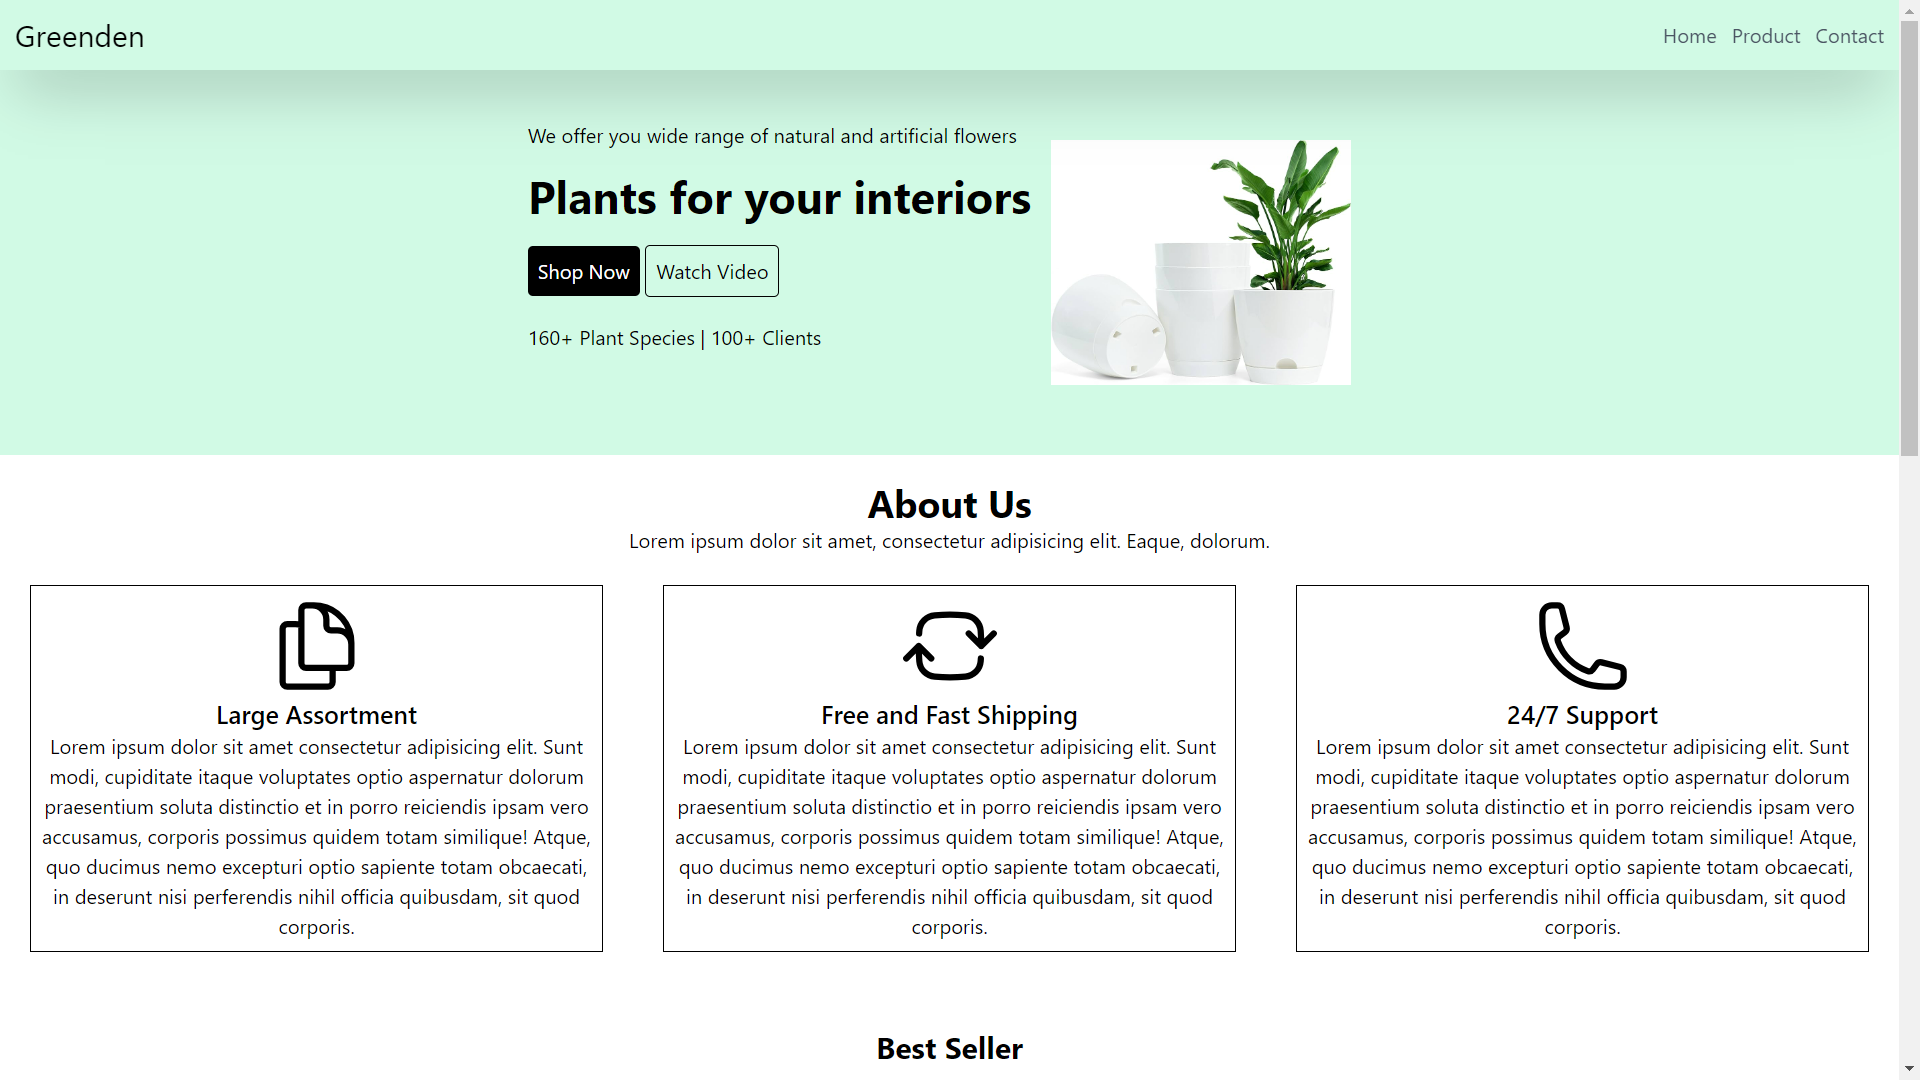 Greenden
Home Product Contact
We offer you wide range of natural and artificial flowers
Plants for your interiors
Shop Now Watch Video
160+ Plant Species | 100+ Clients
About Us
Lorem ipsum dolor sit amet, consectetur adipisicing elit. Eaque, dolorum.
Large Assortment
Lorem ipsum dolor sit amet consectetur adipisicing elit. Sunt
modi, cupiditate itaque voluptates optio aspernatur dolorum
praesentium soluta distinctio et in porro reiciendis ipsam vero
accusamus, corporis possimus quidem totam similique! Atque,
quo ducimus nemo excepturi optio sapiente totam obcaecati,
in deserunt nisi perferendis nihil officia quibusdam, sit quod
corporis.
Free and Fast Shipping
Lorem ipsum dolor sit amet consectetur adipisicing elit. Sunt
modi, cupiditate itaque voluptates optio aspernatur dolorum
praesentium soluta distinctio et in porro reiciendis ipsam vero
accusamus, corporis possimus quidem totam similique! Atque,
quo ducimus nemo excepturi optio sapiente totam obcaecati,
in deserunt nisi perferendis nihil officia quibusdam, sit quod
corporis.
24/7 Support
Lorem ipsum dolor sit amet consectetur adipisicing elit. Sunt
modi, cupiditate itaque voluptates optio aspernatur dolorum
praesentium soluta distinctio et in porro reiciendis ipsam vero
accusamus, corporis possimus quidem totam similique! Atque,
quo ducimus nemo excepturi optio sapiente totam obcaecati,
in deserunt nisi perferendis nihil officia quibusdam, sit quod
corporis.
Best Seller